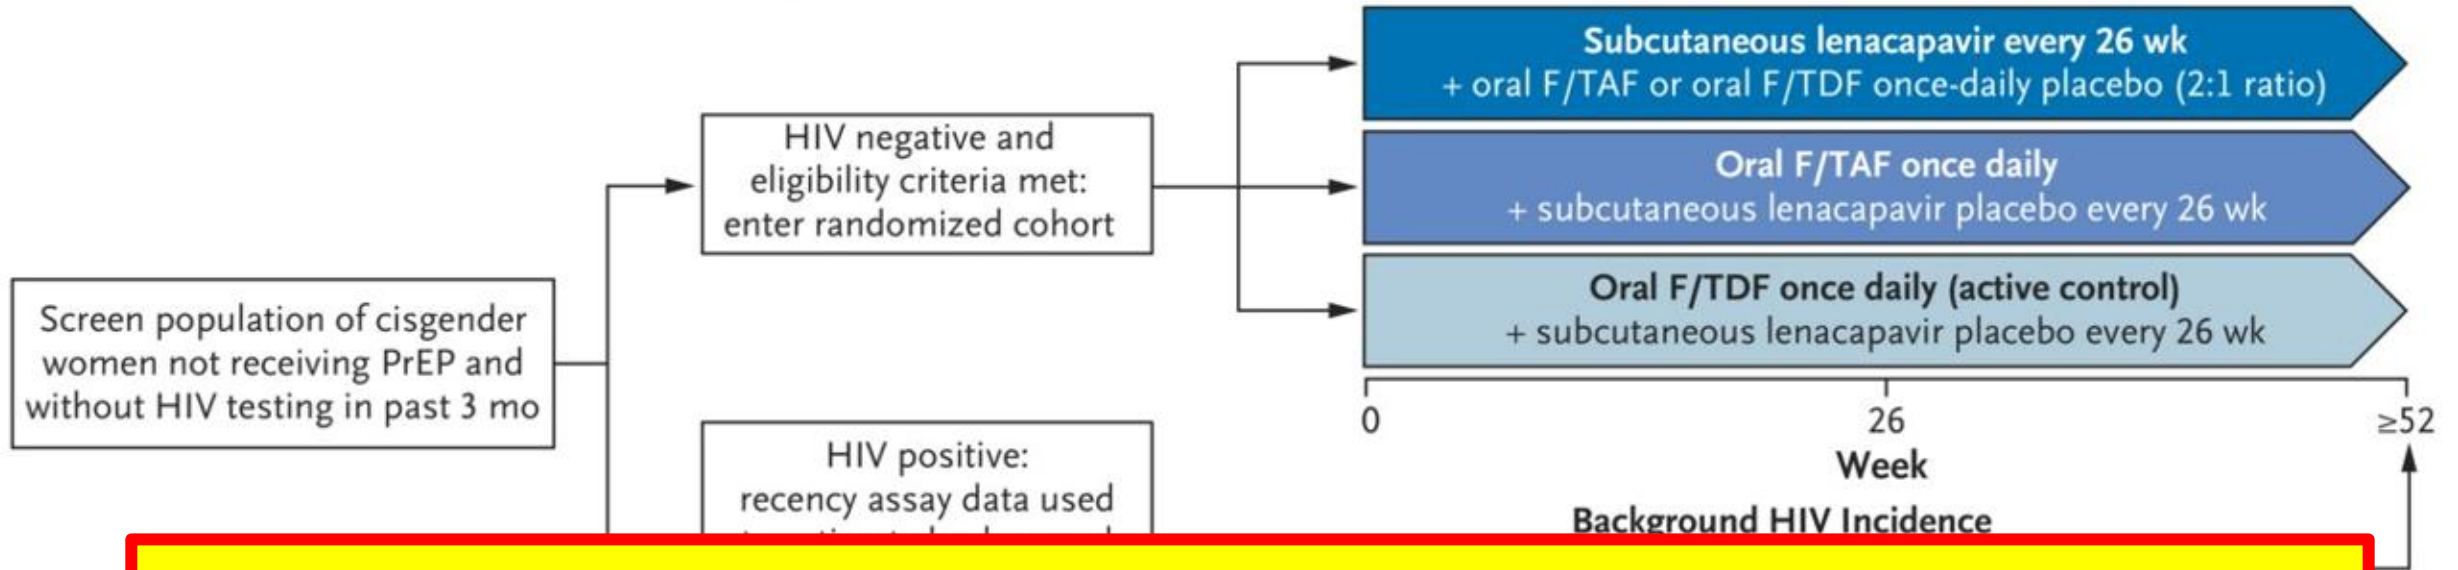 Screen population of cisgender
women not receiving PrEP and
without HIV testing in past 3 mo
HIV negative and
eligibility criteria met:
enter randomized cohort
HIV positive:
recency assay data used
Subcutaneous lenacapavir every 26 wk
+ oral F/TAF or oral F/TDF once-daily placebo (2:1 ratio)
Oral F/TAF once daily
+ subcutaneous lenacapavir placebo every 26 wk
Oral F/TDF once daily (active control)
+ subcutaneous lenacapavir placebo every 26 wk
0 26 ≥52
Week
Background HIV Incidence